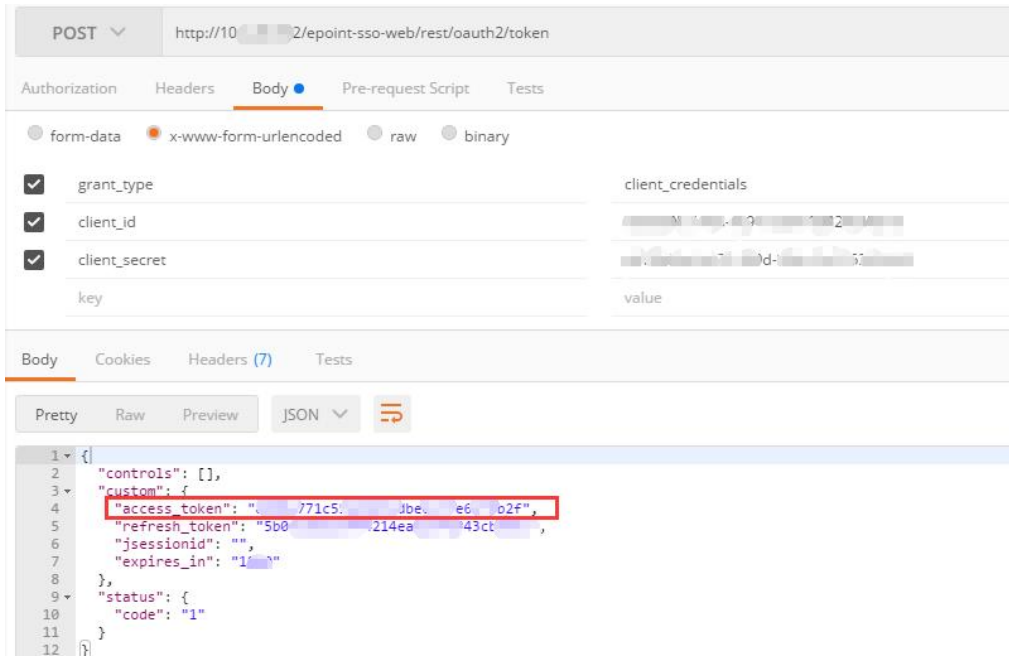 POST http://10 2/epoint-sso-web/rest/oauth2/token
Authorization Headers Body Pre-request Script Tests
form-data x-www-form-urlencoded raw binary
grant_type client_credentials
client_id
client_secret
key value
Body Cookies Headers (7) Tests
Pretty Raw Preview JSON
1 {
2 "controls": [],
3 "custom": {
4 "access_token":
5 "refresh_token":
6 "jsessionid": "",
7 "expires_in":
8 },
9 "status": {
10 "code": "1"
11 }
12 }